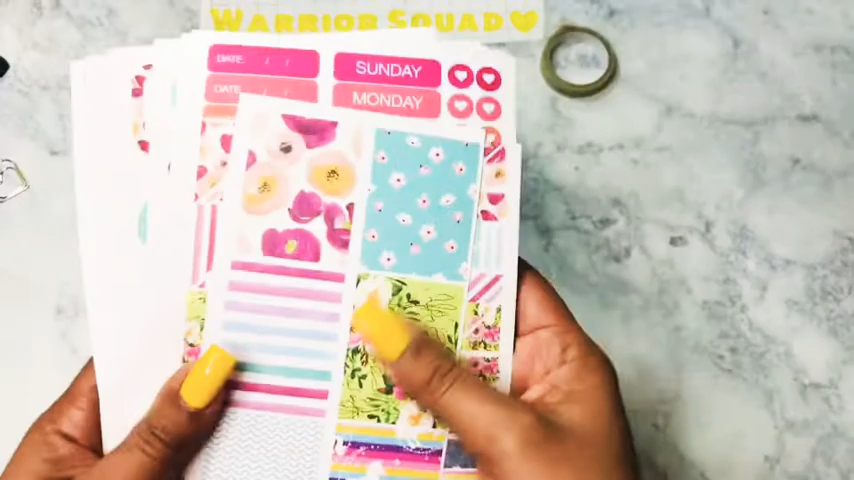 WARRIOR SQUAD
DATE: / /
SUNDAY
DATE: / /
MONDAY